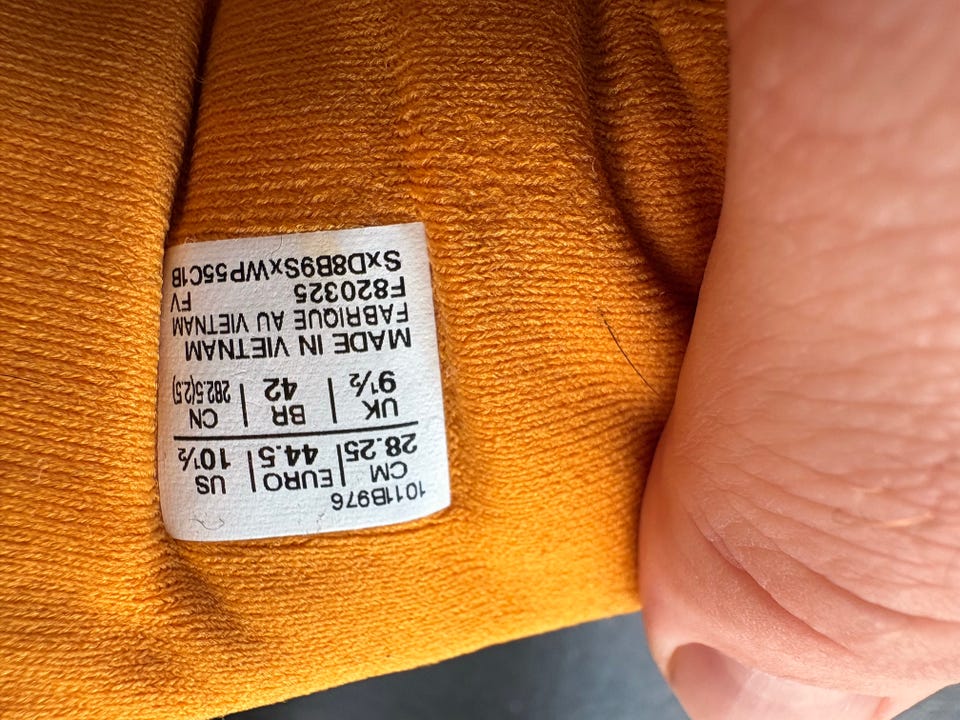 1011B976
CM | EURO | US
28.25 | 44.5 | 10½
UK | BR | CN
9½ | 42 | 282.5(2.5)
MADE IN VIETNAM
FABRIQUE AU VIETNAM
F820325 FV
SxD8B9SxWP55C1B